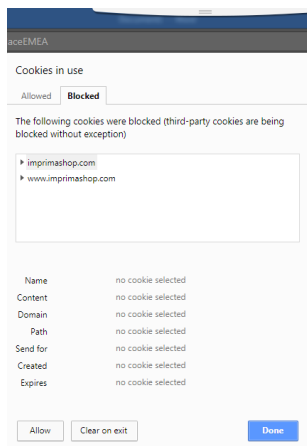 aceEMEA
Cookies in use
Allowed Blocked
The following cookies were blocked (third-party cookies are being
blocked without exception)
imprimashop.com
www.imprimashop.com
Name no cookie selected
Content no cookie selected
Domain no cookie selected
Path no cookie selected
Send for no cookie selected
Created no cookie selected
Expires no cookie selected
Allow Clear on exit Done